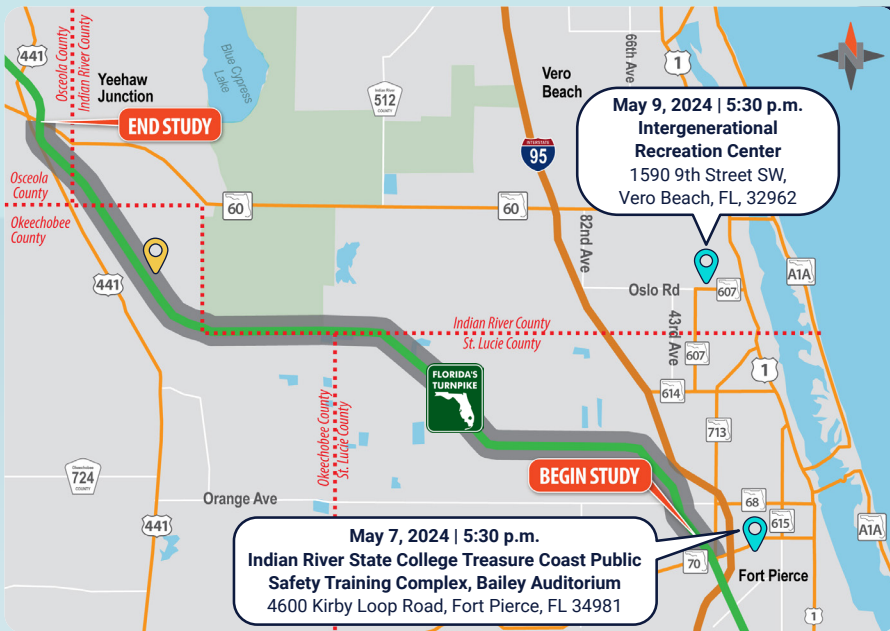 441
Osceola County
Indian River County
Yeehaw
Junction
Blue Cypress
Lake
END STUDY
Indian River
512
COUNTY
66th Ave
1
Vero
Beach
INTERSTATE
95
May 9, 2024 | 5:30 p.m.
Intergenerational
Recreation Center
1590 9th Street SW,
Vero Beach, FL, 32962
Osceola
County
Okeechobee
County
60
60
82nd Ave
441
Oslo Rd
607
A1A
Indian River County
St. Lucie County
43rd Ave
607
1
FLORIDA'S
TURNPIKE
614
Okeechobee County
St. Lucie County
713
Okeechobee
724
COUNTY
BEGIN STUDY
Orange Ave
68
441
615
A1A
May 7, 2024 | 5:30 p.m.
Indian River State College Treasure Coast Public
Safety Training Complex, Bailey Auditorium
4600 Kirby Loop Road, Fort Pierce, FL 34981
70
Fort Pierce
1